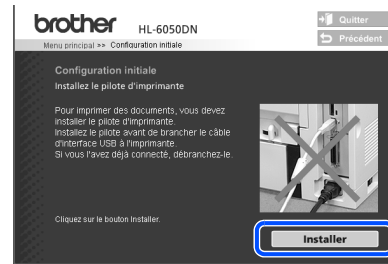 brother HL-6050DN
Quitter
Précédent
Menu principal »» Configuration initiale
Configuration initiale
Installez le pilote d'imprimante
Pour imprimer des documents, vous devez
installer le pilote d'imprimante.
Installez le pilote avant de brancher le câble
d'interface USB à l'imprimante.
Si vous l'avez déjà connecté, débranchez-le.
Cliquez sur le bouton Installer.
Installer